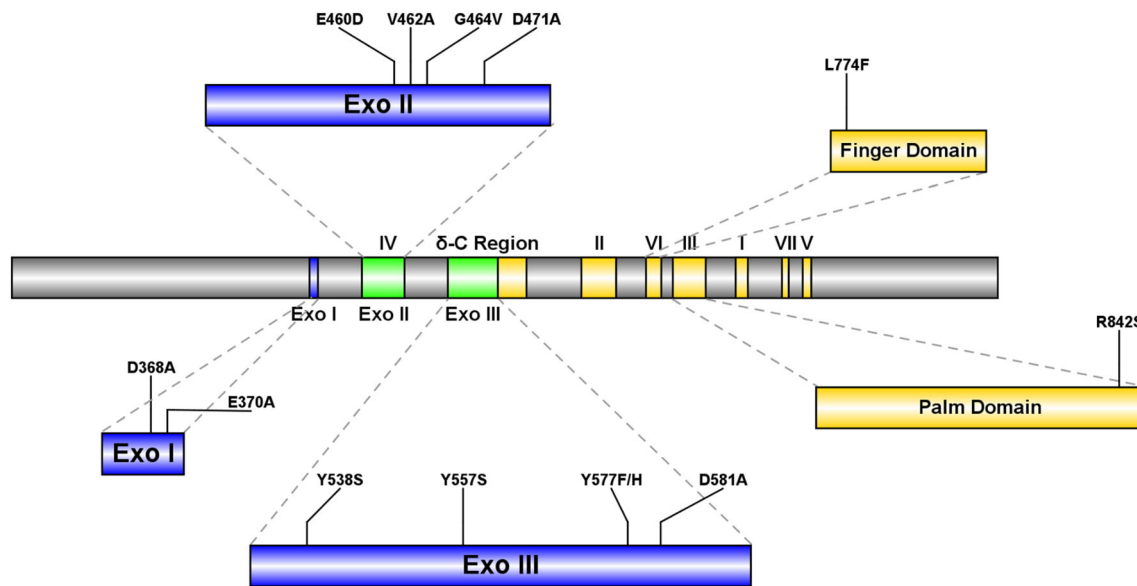 E460D V462A G464V D471A
Exo II
L774F
Finger Domain
IV δ-C Region II VI III I VII V
Exo I Exo II Exo III
R842S
D368A
E370A
Palm Domain
Exo I
Y538S Y557S Y577F/H D581A
Exo III